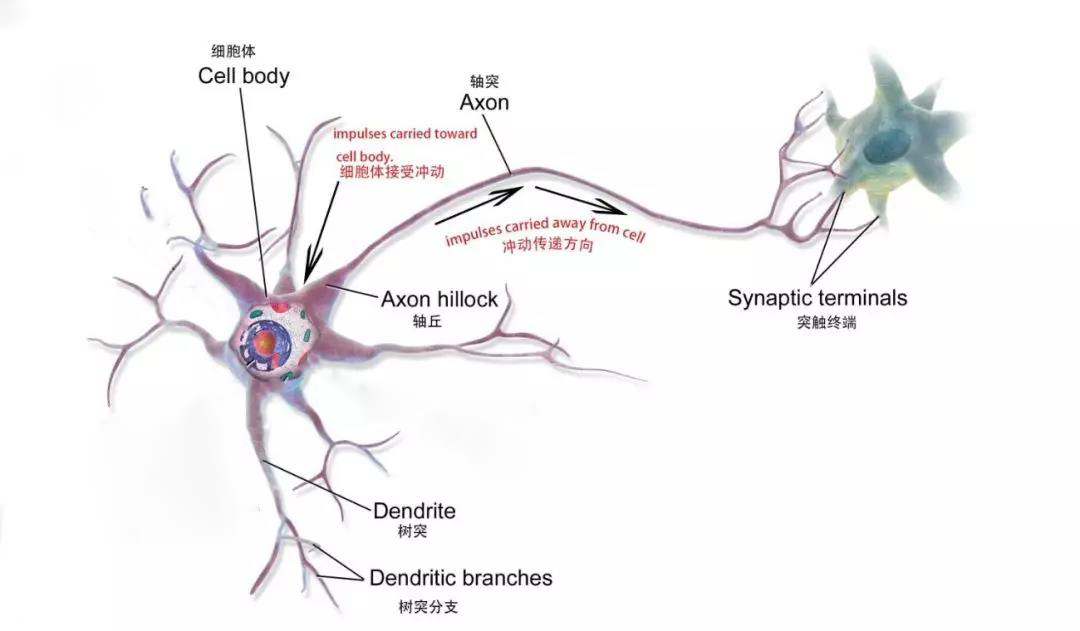 细胞体
Cell body
轴突
Axon
impulses carried toward
cell body.
细胞体接受冲动
impulses carried away from cell
冲动传递方向
Axon hillock
轴丘
Synaptic terminals
突触终端
Dendrite
树突
Dendritic branches
树突分支